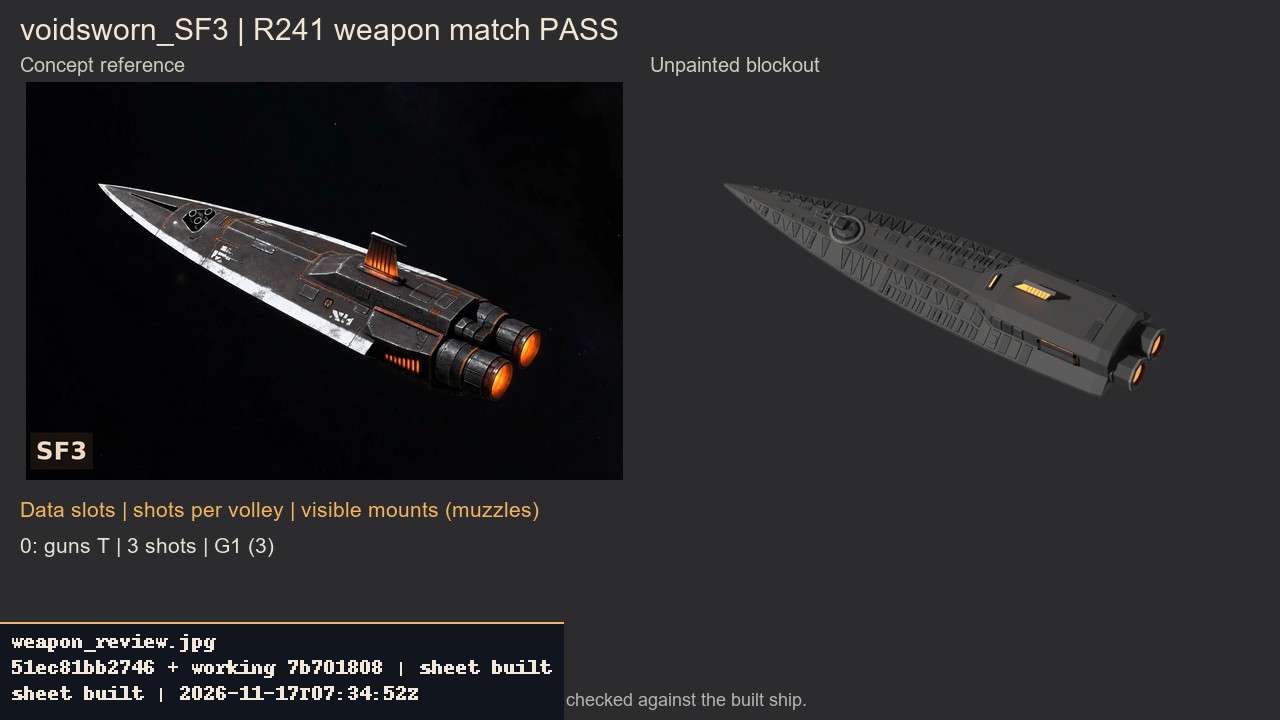 voidsworn_SF3 | R241 weapon match PASS
Concept reference
Unpainted blockout
SF3
Data slots | shots per volley | visible mounts (muzzles)
0: guns T | 3 shots | G1 (3)
weapon_review.jpg
51ec81bb2746 + working 7b701808 | sheet built
sheet built | 2026-11-17T07:34:52Z
checked against the built ship.